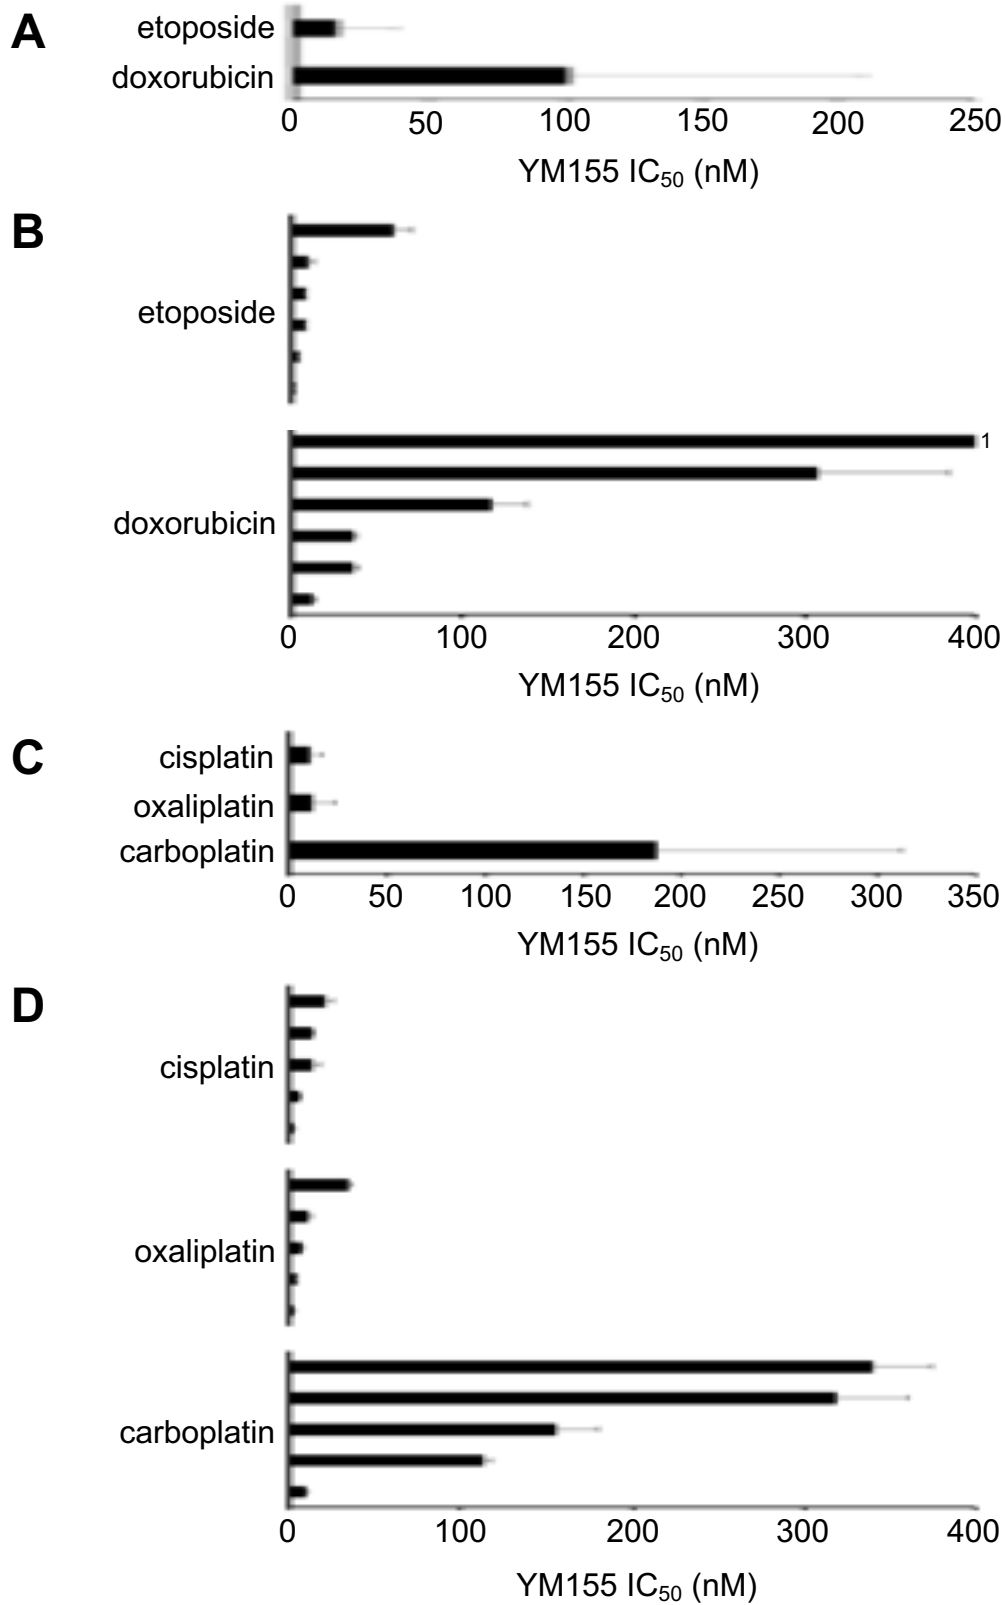 A
etoposide
doxorubicin
0 50 100 150 200 250
YM155 IC50 (nM)
B
etoposide
1
doxorubicin
0 100 200 300 400
YM155 IC50 (nM)
C
cisplatin
oxaliplatin
carboplatin
0 50 100 150 200 250 300 350
YM155 IC50 (nM)
D
cisplatin
oxaliplatin
carboplatin
0 100 200 300 400
YM155 IC50 (nM)